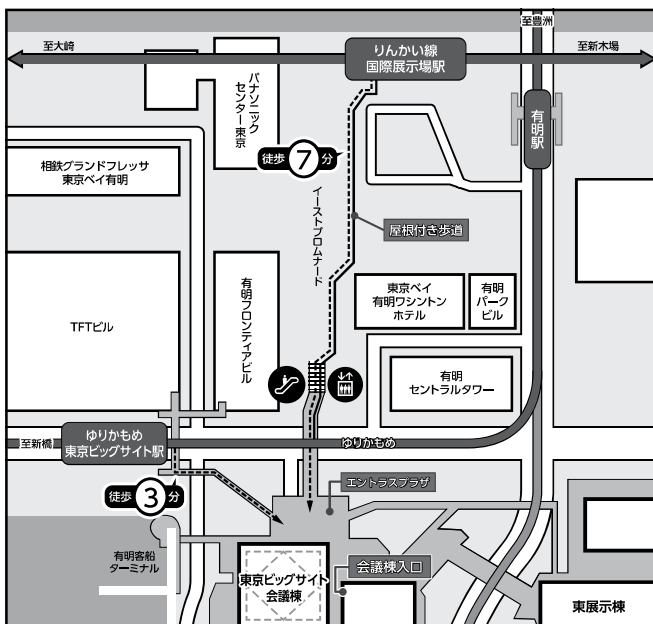 至豊洲
至大崎
りんかい線
国際展示場駅
至新木場
パナソニック
センター東京
有明駅
徒歩 7 分
相鉄グランドフレッサ
東京ベイ有明
イーストプロムナード
屋根付き歩道
東京ベイ
有明ワシントン
ホテル
有明
パーク
ビル
有明フロンティアビル
TFTビル
有明
セントラルタワー
至新橋
ゆりかもめ
東京ビッグサイト駅
ゆりかもめ
エントラスプラザ
徒歩 3 分
有明客船
ターミナル
東京ビッグサイト
会議棟
会議棟入口
東展示棟